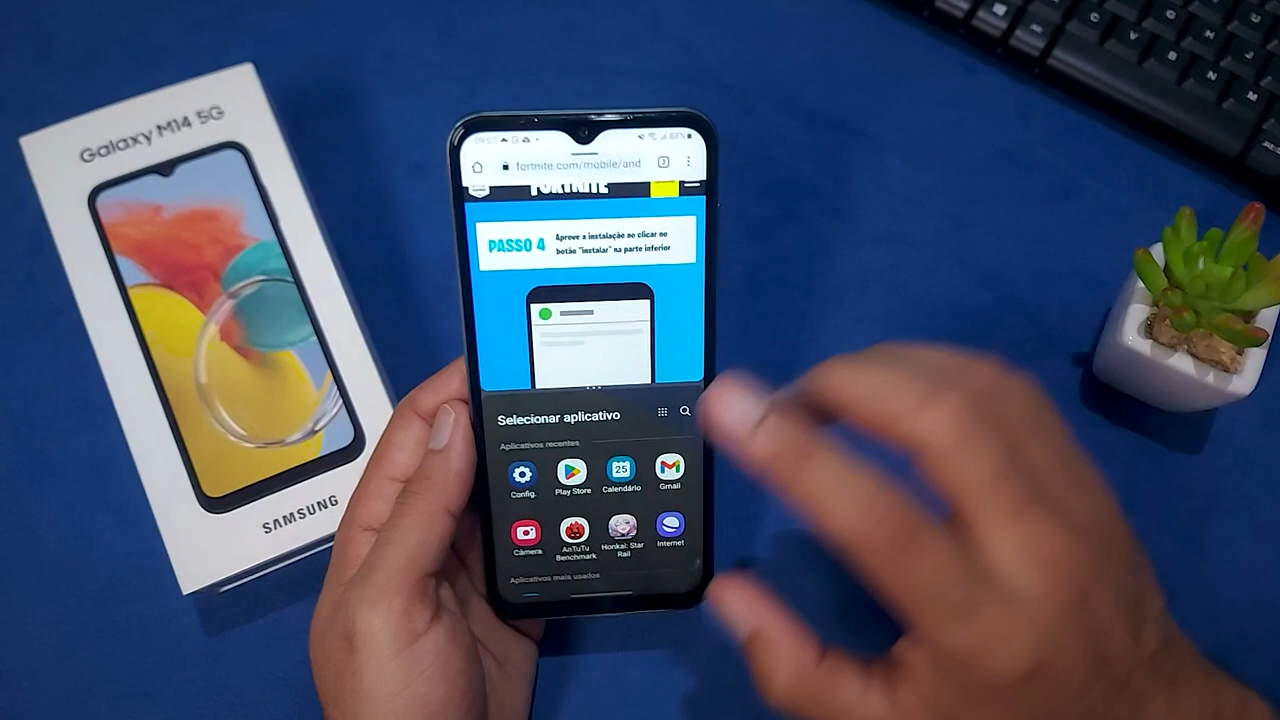 Galaxy M14 5G
SAMSUNG
fortnite.com/mobile/and
3
FORTNITE
PASSO 4
Aprove a instalação ao clicar no
botão "instalar" na parte inferior
Selecionar aplicativo
Aplicativos recentes
25
Config.
Play Store
Calendário
Gmail
Câmera
AnTuTu
Benchmark
Honkai: Star
Rail
Internet
Aplicativos mais usados
C
V
B
N
M
G
H
J
K